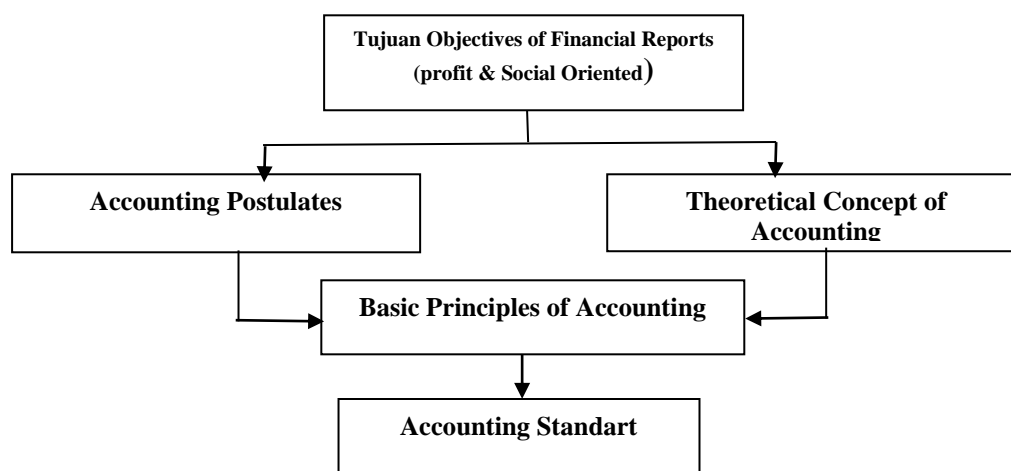 Tujuan Objectives of Financial Reports
(profit & Social Oriented)
Accounting Postulates
Theoretical Concept of
Accounting
Basic Principles of Accounting
Accounting Standart